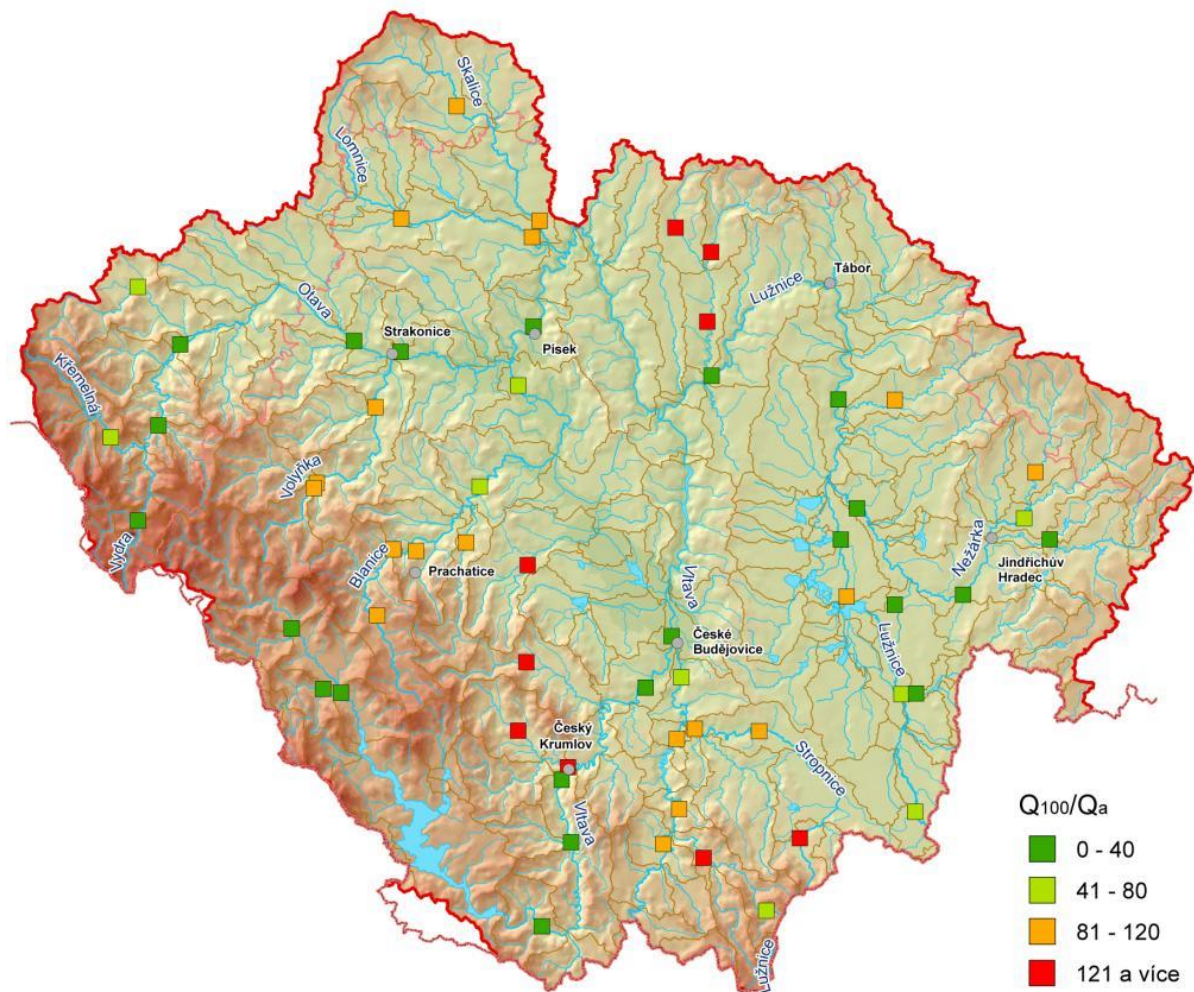 Skalice
Lomnice
Tábor
Lužnice
Otava
Strakonice
Písek
Křemelná
Volyňka
Nežárka
Jindřichův
Hradec
Vydra
Blanice
Prachatice
Vltava
České
Budějovice
Lužnice
Český
Krumlov
Stropnice
Vltava
Lužnice
Q100/Qa
0 - 40
41 - 80
81 - 120
121 a více